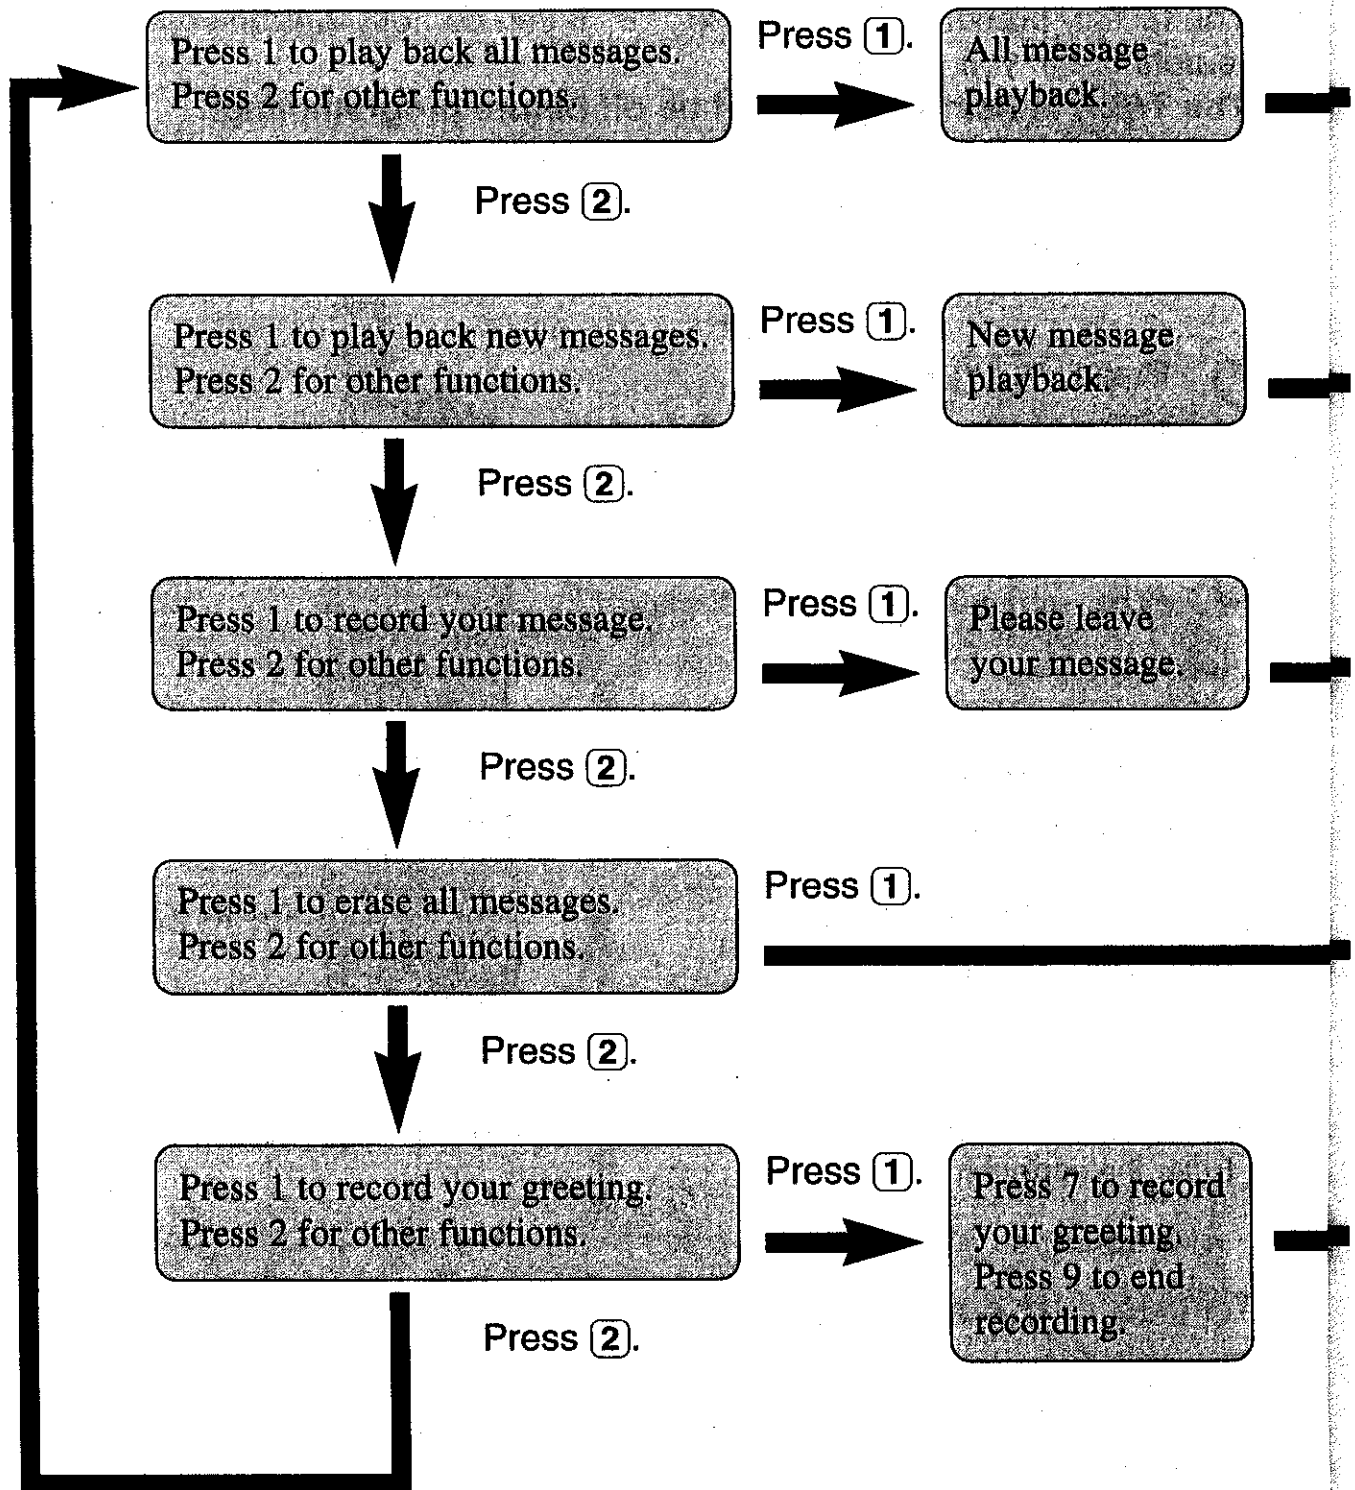 Press 1 to play back all messages.
Press 2 for other functions.
Press 1.
All message
playback.
Press 2.
Press 1 to play back new messages.
Press 2 for other functions.
Press 1.
New message
playback.
Press 2.
Press 1 to record your message.
Press 2 for other functions.
Press 1.
Please leave
your message.
Press 2.
Press 1 to erase all messages.
Press 2 for other functions.
Press 1.
Press 2.
Press 1 to record your greeting.
Press 2 for other functions.
Press 1.
Press 7 to record
your greeting.
Press 9 to end
recording.
Press 2.